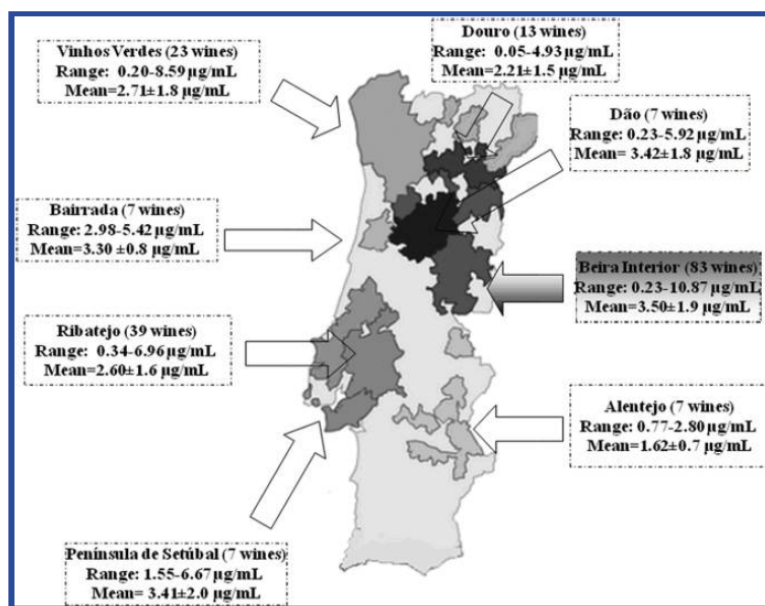 Vinhos Verdes (23 wines)
Range: 0.20-8.59 µg/mL
Mean=2.71±1.8 µg/mL
Douro (13 wines)
Range: 0.05-4.93 µg/mL
Mean=2.21±1.5 µg/mL
Dão (7 wines)
Range: 0.23-5.92 µg/mL
Mean= 3.42±1.8 µg/mL
Bairrada (7 wines)
Range: 2.98-5.42 µg/mL
Mean=3.30 ±0.8 µg/mL
Beira Interior (83 wines)
Range: 0.23-10.87 µg/mL
Mean=3.50±1.9 µg/mL
Ribatejo (39 wines)
Range: 0.34-6.96 µg/mL
Mean=2.60±1.6 µg/mL
Alentejo (7 wines)
Range: 0.77-2.80 µg/mL
Mean=1.62±0.7 µg/mL
Península de Setúbal (7 wines)
Range: 1.55-6.67 µg/mL
Mean= 3.41±2.0 µg/mL